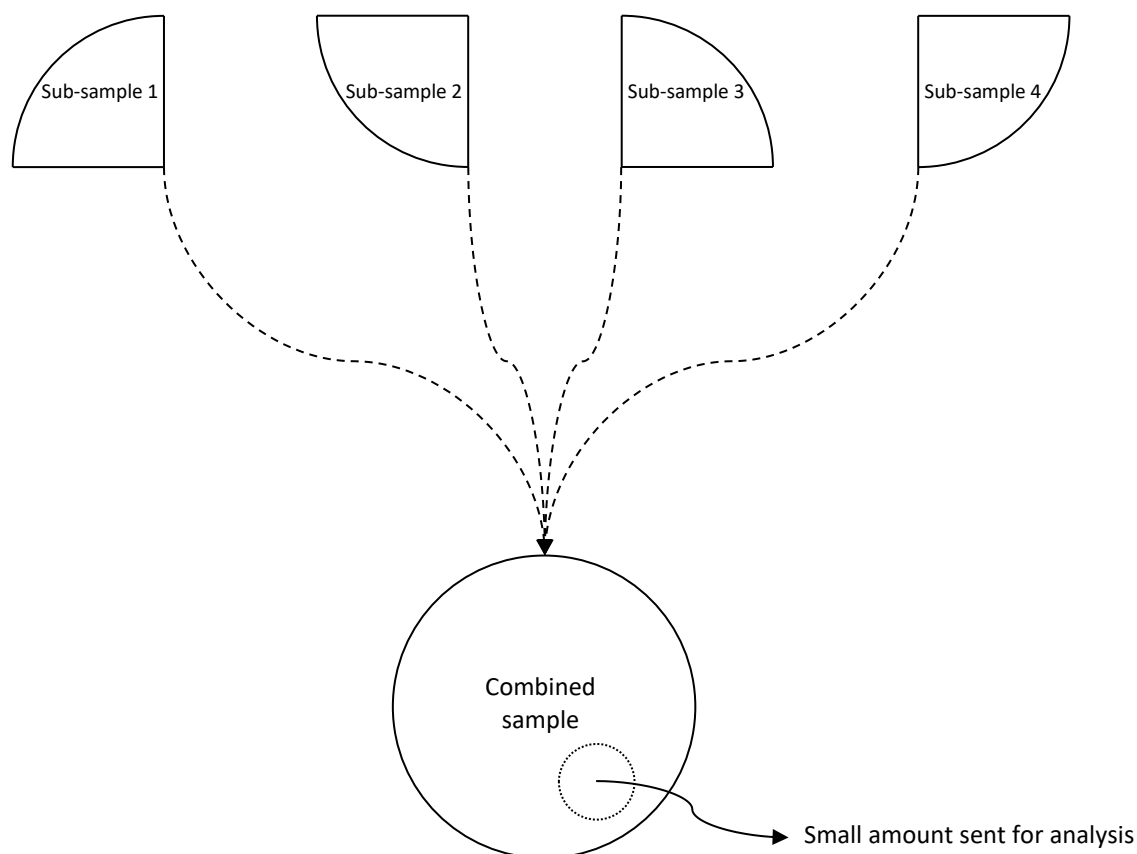 Sub-sample 1
Sub-sample 2
Sub-sample 3
Sub-sample 4
Combined
sample
Small amount sent for analysis